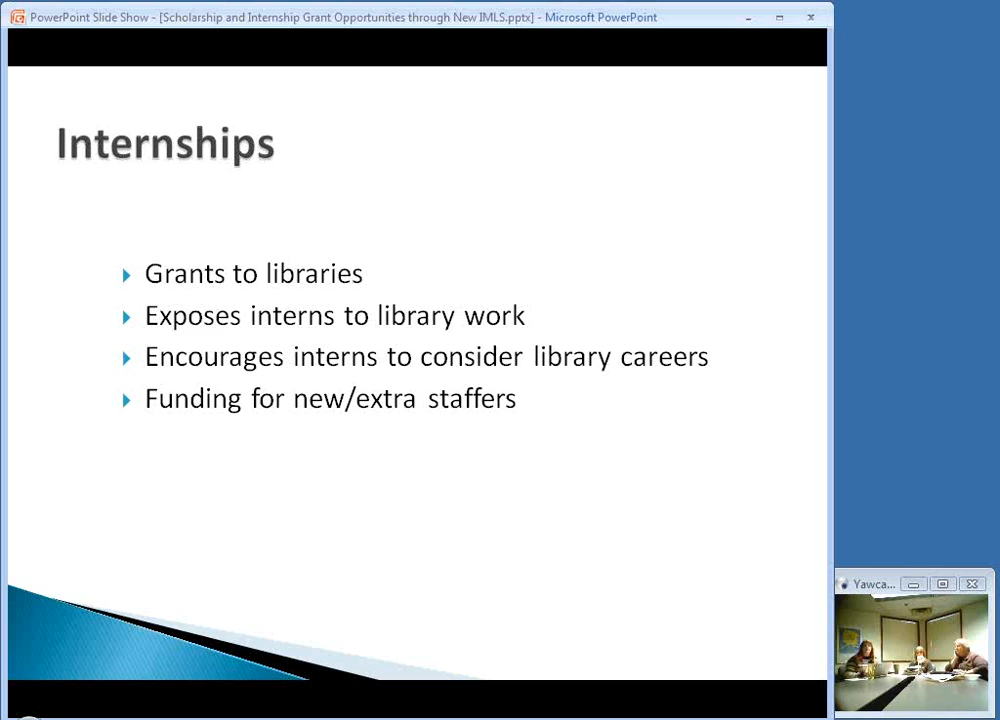 PowerPoint Slide Show - [Scholarship and Internship Grant Opportunities through New IMLS.pptx] - Microsoft PowerPoint
Internships
Grants to libraries
Exposes interns to library work
Encourages interns to consider library careers
Funding for new/extra staffers
Yawca...